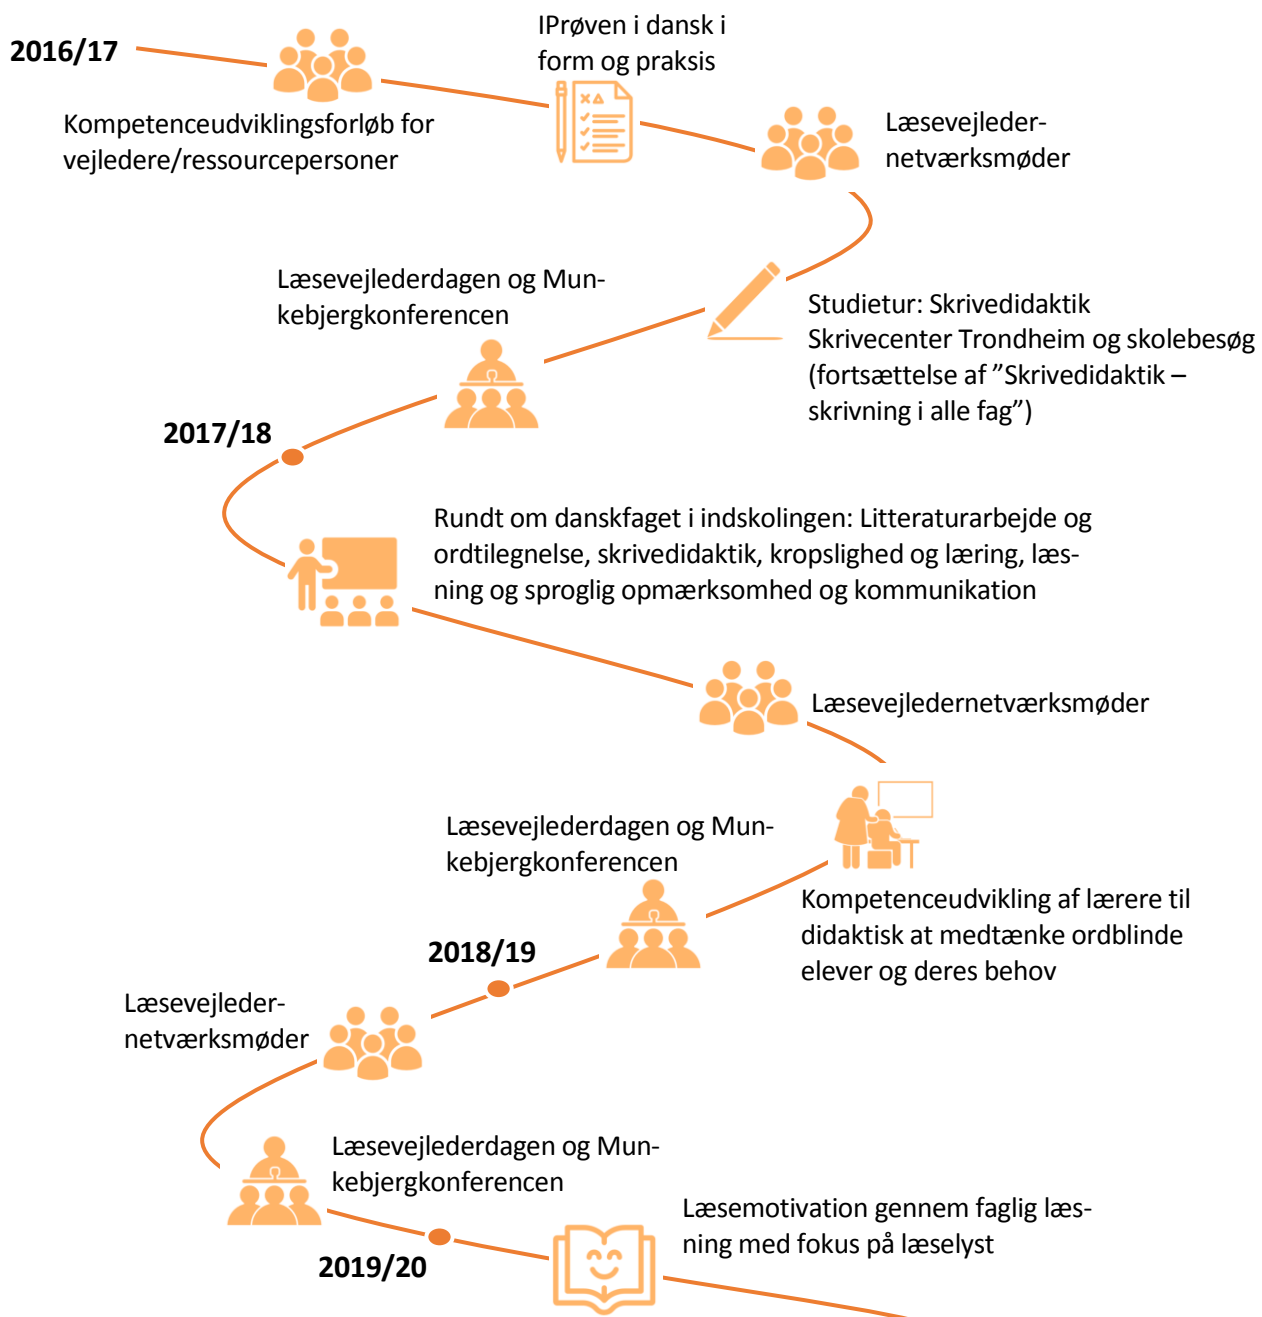 2016/17
Kompetenceudviklingsforløb for
vejledere/ressourcepersoner
IPrøven i dansk i
form og praksis
Læsevejleder-
netværksmøder
Studietur: Skrivedidaktik
Skrivecenter Trondheim og skolebesøg
(fortsættelse af ”Skrivedidaktik –
skrivning i alle fag”)
Læsevejlederdagen og Mun-
kebjergkonferencen
2017/18
Rundt om danskfaget i indskolingen: Litteraturarbejde og
ordtilegnelse, skrivedidaktik, kropslighed og læring, læs-
ning og sproglig opmærksomhed og kommunikation
Læsevejledernetværksmøder
Kompetenceudvikling af lærere til
didaktisk at medtænke ordblinde
elever og deres behov
Læsevejlederdagen og Mun-
kebjergkonferencen
2018/19
Læsevejleder-
netværksmøder
Læsevejlederdagen og Mun-
kebjergkonferencen
2019/20
Læsemotivation gennem faglig læs-
ning med fokus på læselyst